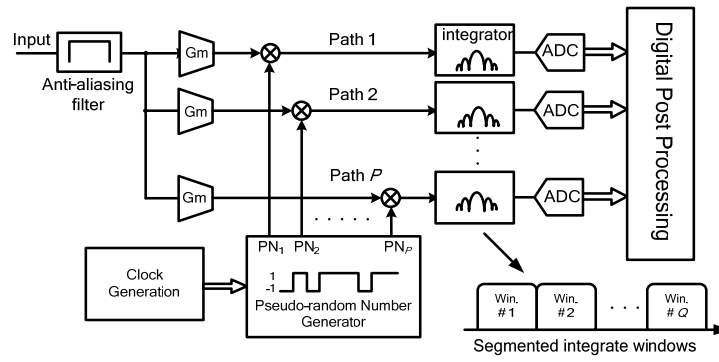 Input
Anti-aliasing
filter
Gm
Path 1
integrator
ADC
Gm
Path 2
ADC
Gm
Path P
ADC
Digital Post Processing
PN1 PN2 PNP
Clock
Generation
1
-1
Pseudo-random Number
Generator
Win.
#1
Win.
#2
Win.
# Q
Segmented integrate windows